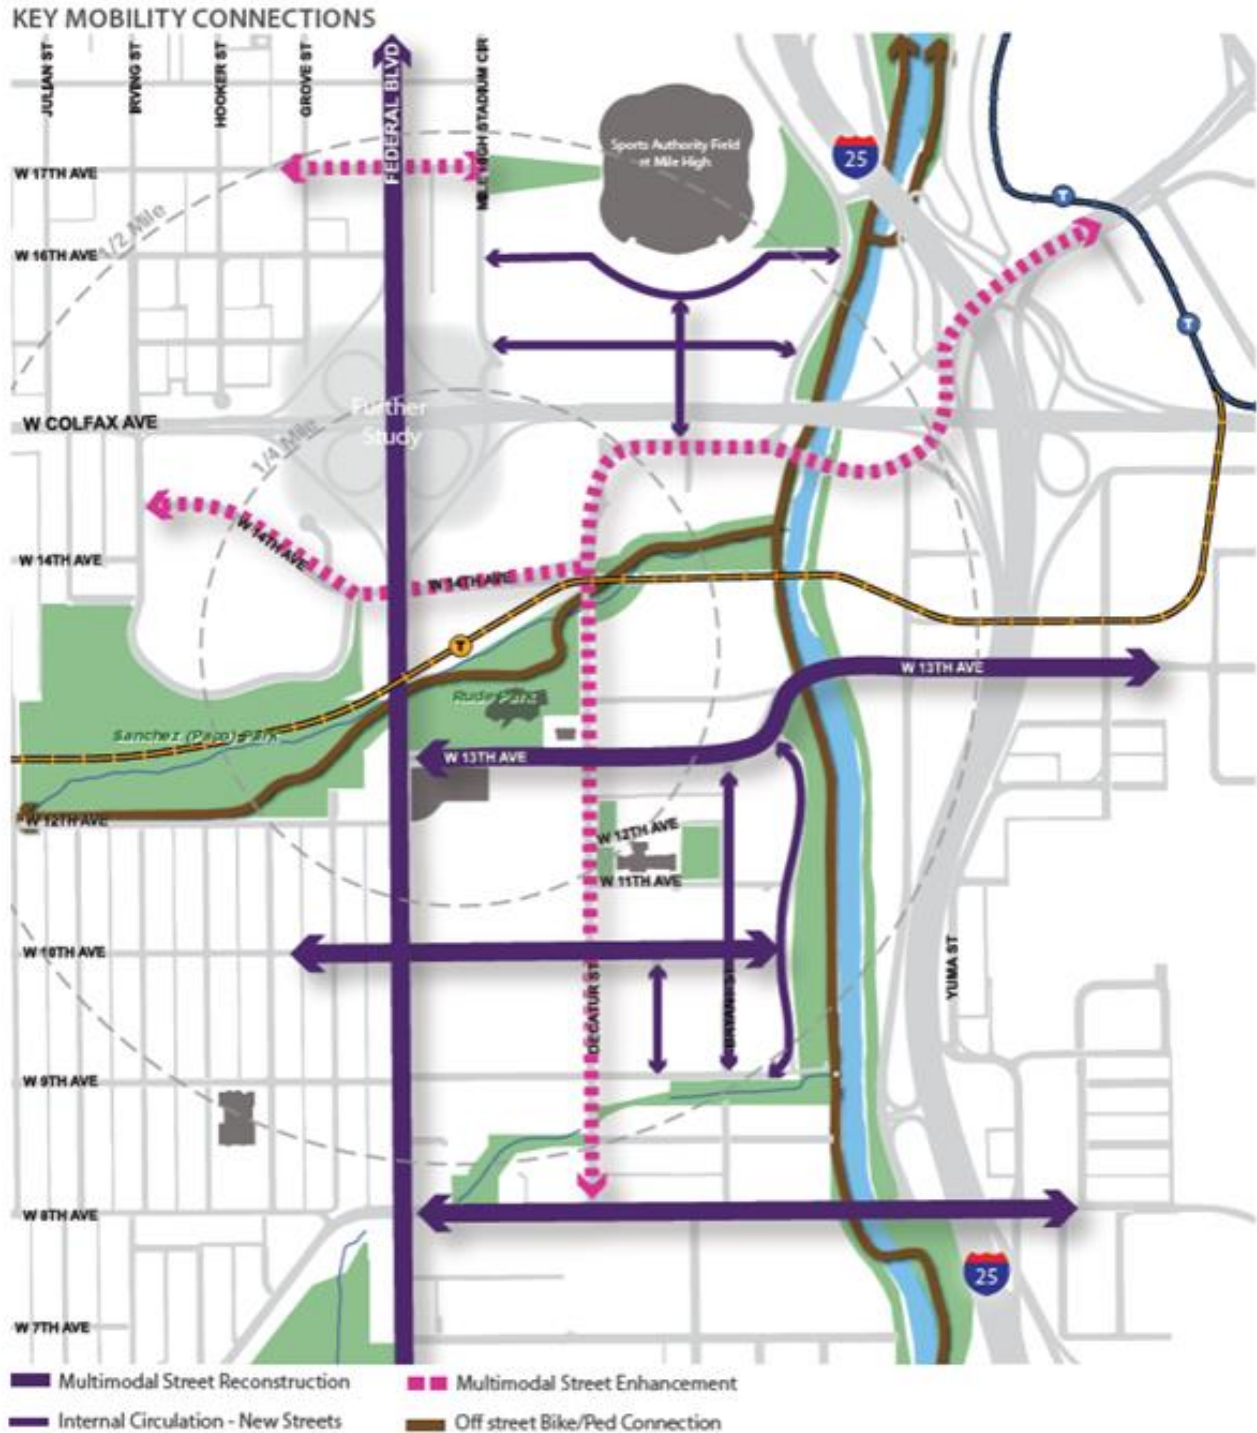 KEY MOBILITY CONNECTIONS
JULIAN ST
IRVING ST
HOOKER ST
GROVE ST
FEDERAL BLVD
MILE HIGH STADIUM CIR
Sports Authority Field
at Mile High
25
W 17TH AVE
T
1/2 Mile
W 16TH AVE
T
Further
Study
W COLFAX AVE
1/4 Mile
W 14TH AVE
W 14TH AVE
W 14TH AVE
T
W 13TH AVE
Rude Park
Sanchez (Paco) Park
W 13TH AVE
W 12TH AVE
W 12TH AVE
W 11TH AVE
W 10TH AVE
DECATUR ST
BRYANT ST
YUMA ST
W 9TH AVE
W 8TH AVE
25
W 7TH AVE
Multimodal Street Reconstruction
Multimodal Street Enhancement
Internal Circulation - New Streets
Off street Bike/Ped Connection